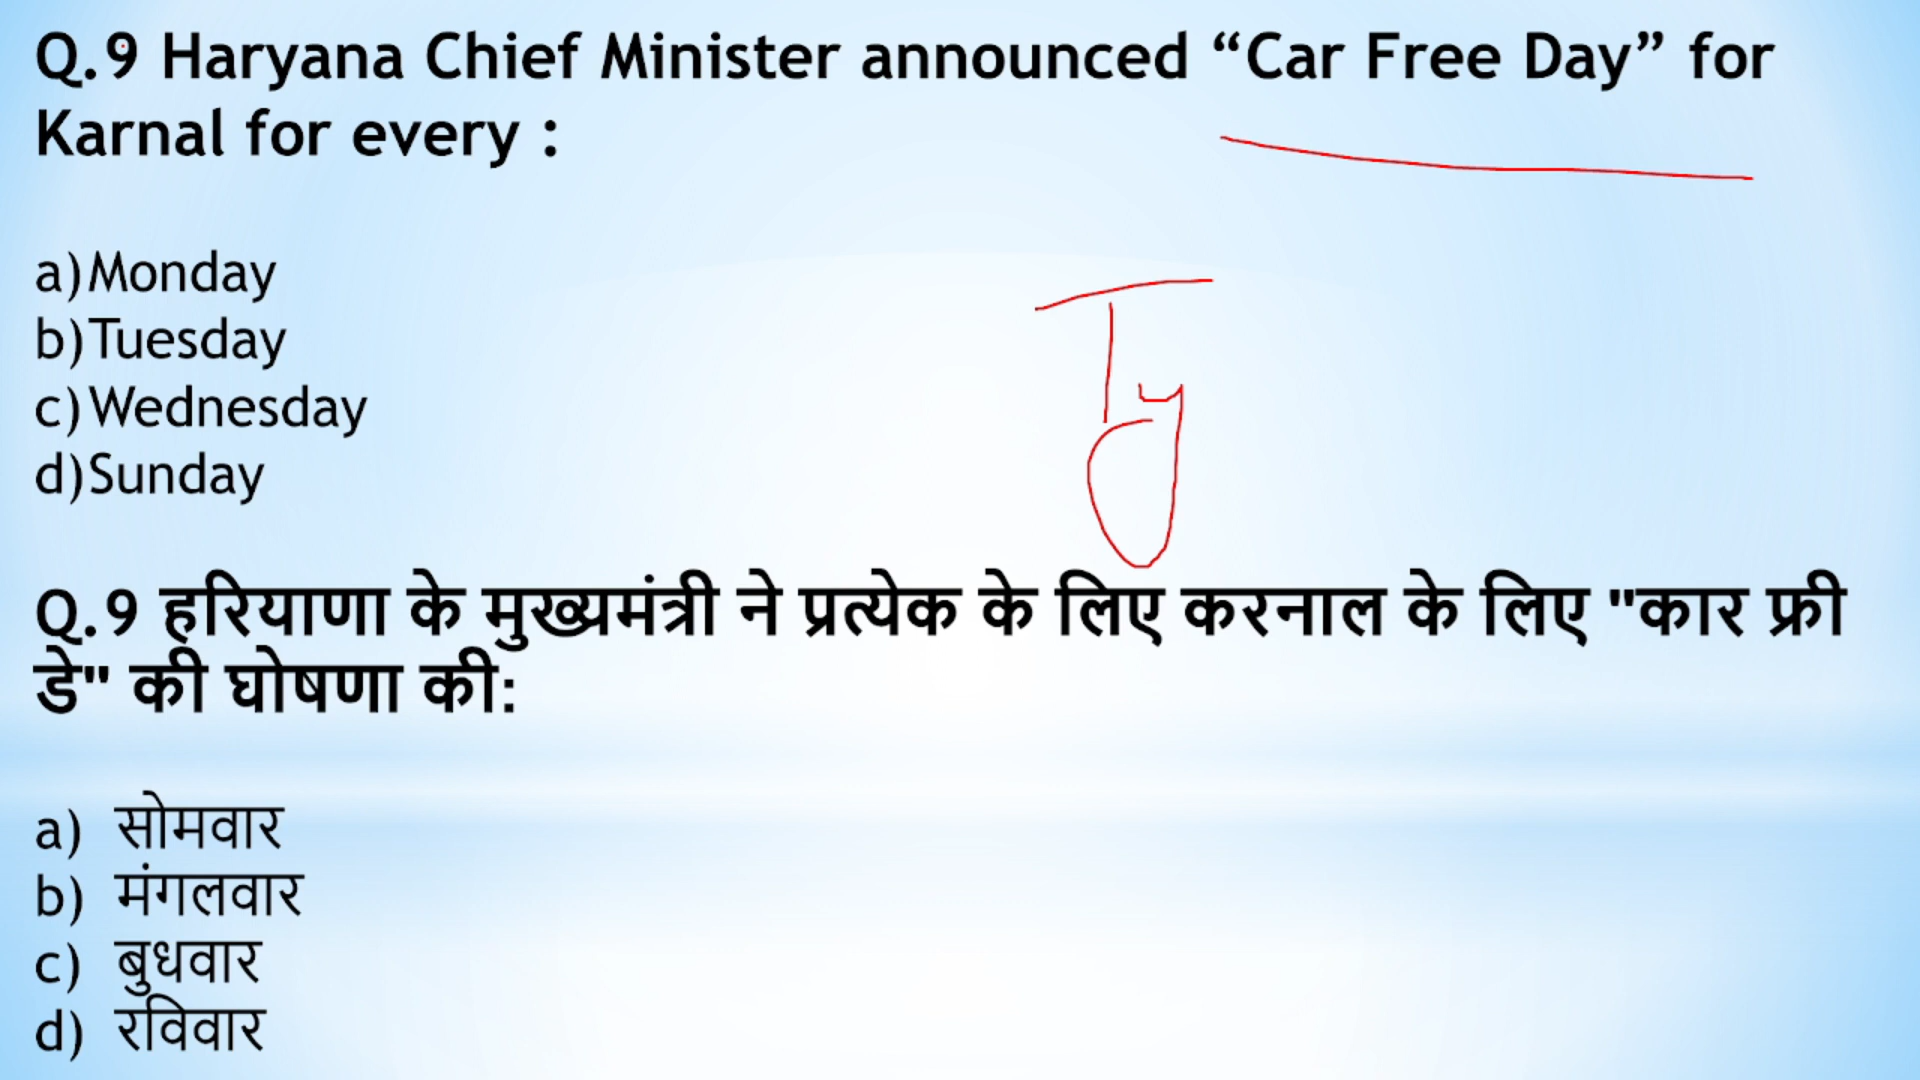 Q.9 Haryana Chief Minister announced “Car Free Day” for
Karnal for every :
a)Monday
b)Tuesday
c)Wednesday
d)Sunday
Q.9 हरियाणा के मुख्यमंत्री ने प्रत्येक के लिए करनाल के लिए "कार फ्री
डे" की घोषणा की:
a) सोमवार
b) मंगलवार
c) बुधवार
d) रविवार